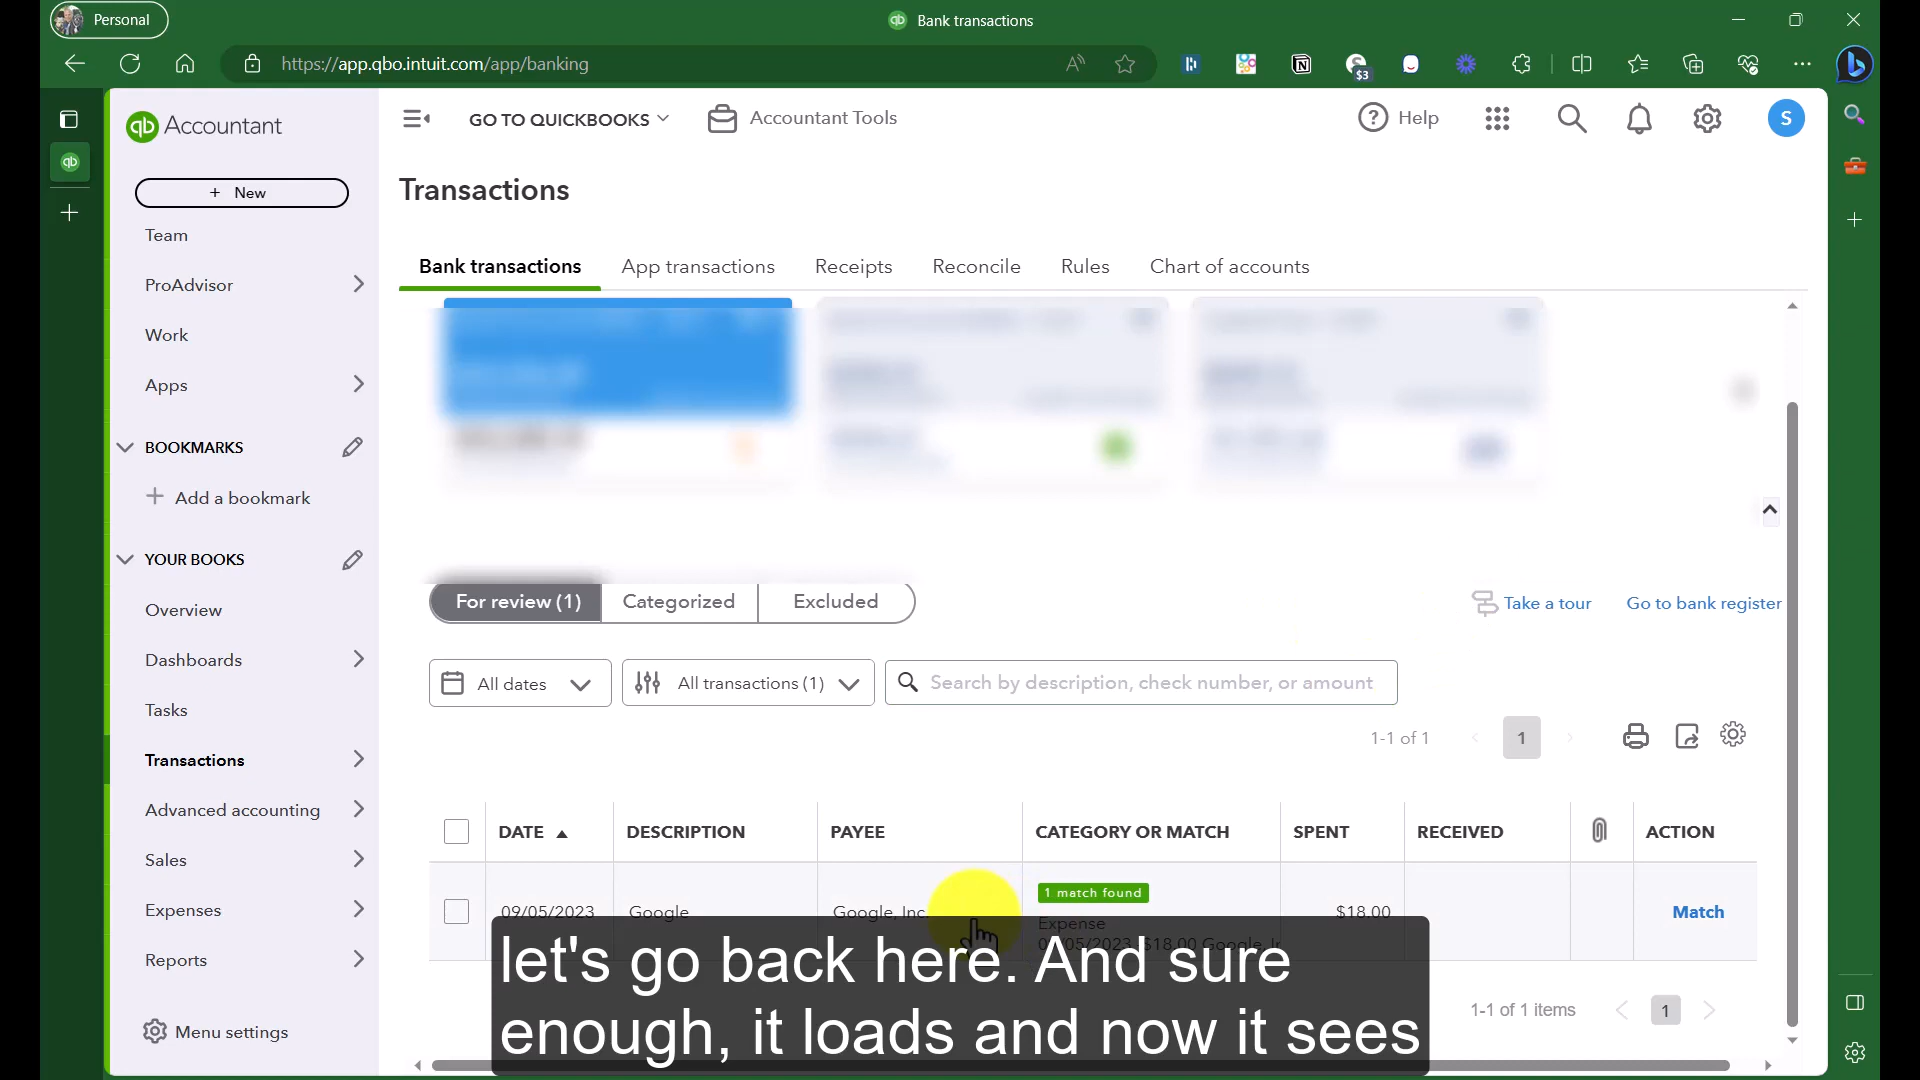 Personal
Bank transactions
https://app.qbo.intuit.com/app/banking
$3
qb Accountant
GO TO QUICKBOOKS
Accountant Tools
Help
S
+ New
Team
ProAdvisor
Work
Apps
BOOKMARKS
Add a bookmark
YOUR BOOKS
Overview
Dashboards
Tasks
Transactions
Advanced accounting
Sales
Expenses
Reports
Menu settings
Transactions
Bank transactions App transactions Receipts Reconcile Rules Chart of accounts
For review (1) Categorized Excluded
Take a tour Go to bank register
All dates All transactions (1) Search by description, check number, or amount
1-1 of 1 1
DATE DESCRIPTION PAYEE CATEGORY OR MATCH SPENT RECEIVED ACTION
1 match found
09/05/2023 Google Google, Inc. $18.00 Match
Expense
$18.00 Google,
let's go back here. And sure
enough, it loads and now it sees
1-1 of 1 items 1